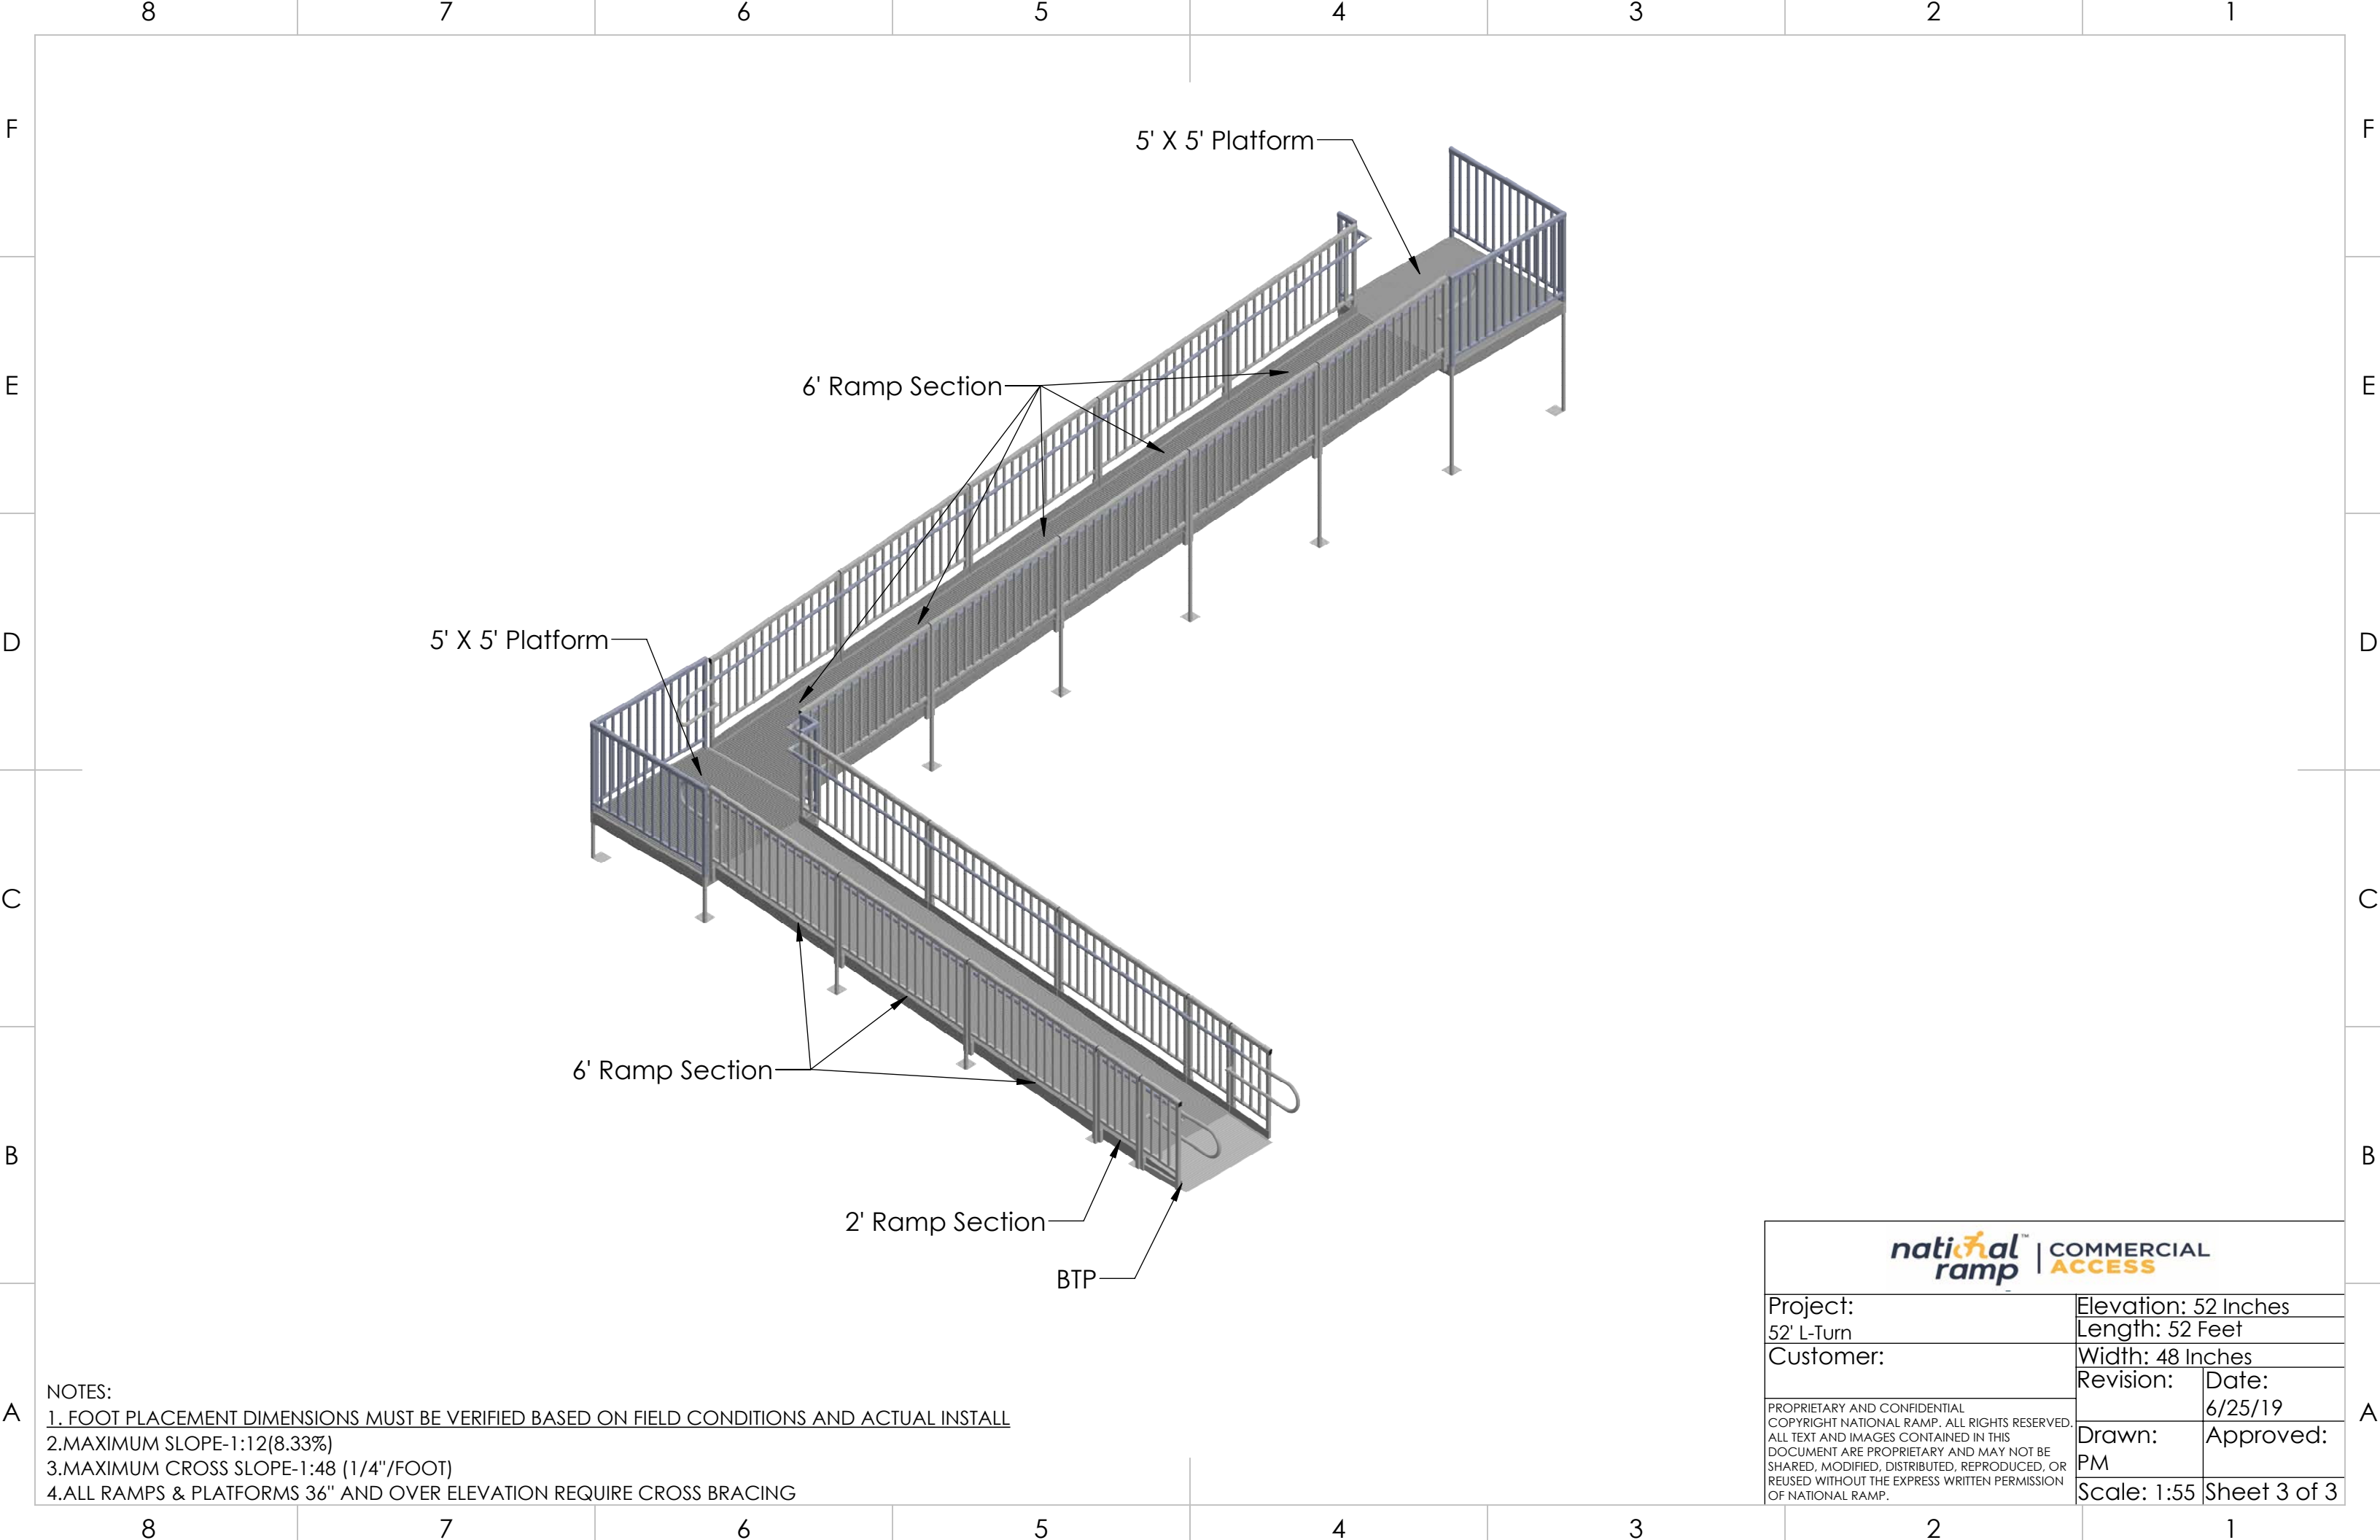 8 7 6 5 4 3 2 1
F F
5' X 5' Platform
E E
6' Ramp Section
D D
5' X 5' Platform
C C
6' Ramp Section
B B
2' Ramp Section
BTP
national ramp™ | COMMERCIAL ACCESS
Project:
52' L-Turn
Customer:
Elevation: 52 Inches
Length: 52 Feet
Width: 48 Inches
Revision:
Date:
6/25/19
Drawn:
PM
Approved:
Scale: 1:55
Sheet 3 of 3
PROPRIETARY AND CONFIDENTIAL
COPYRIGHT NATIONAL RAMP. ALL RIGHTS RESERVED.
ALL TEXT AND IMAGES CONTAINED IN THIS
DOCUMENT ARE PROPRIETARY AND MAY NOT BE
SHARED, MODIFIED, DISTRIBUTED, REPRODUCED, OR
REUSED WITHOUT THE EXPRESS WRITTEN PERMISSION
OF NATIONAL RAMP.
A A
NOTES:
1. FOOT PLACEMENT DIMENSIONS MUST BE VERIFIED BASED ON FIELD CONDITIONS AND ACTUAL INSTALL
2.MAXIMUM SLOPE-1:12(8.33%)
3.MAXIMUM CROSS SLOPE-1:48 (1/4"/FOOT)
4.ALL RAMPS & PLATFORMS 36" AND OVER ELEVATION REQUIRE CROSS BRACING
8 7 6 5 4 3 2 1